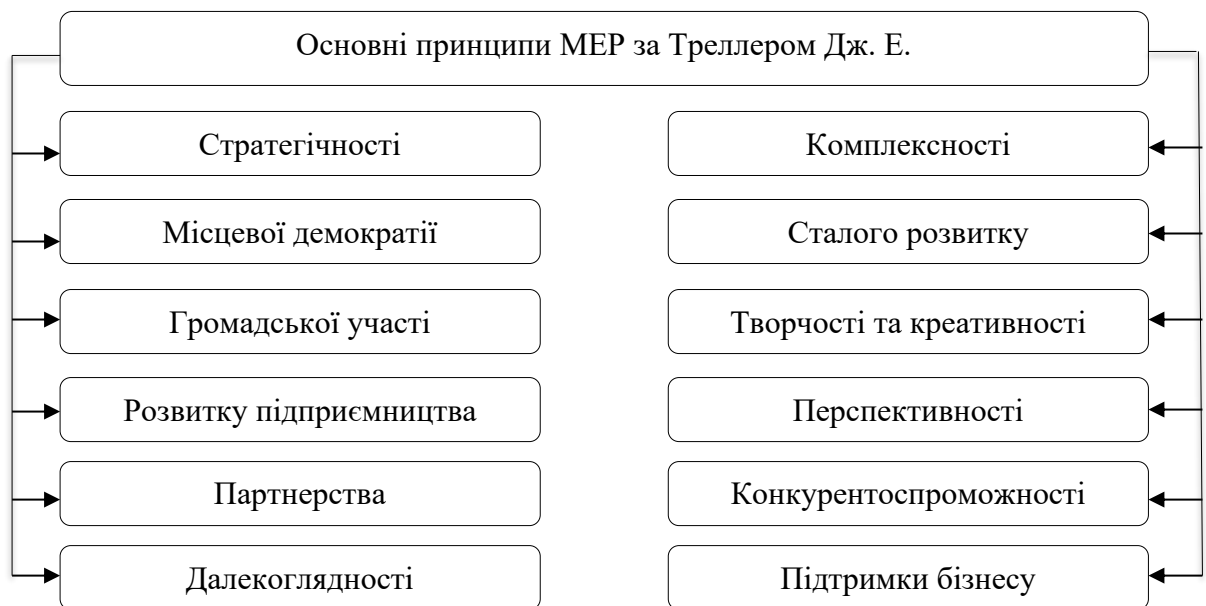 Основні принципи МЕР за Треллером Дж. Е.
Стратегічності
Комплексності
Місцевої демократії
Сталого розвитку
Громадської участі
Творчості та креативності
Розвитку підприємництва
Перспективності
Партнерства
Конкурентоспроможності
Далекоглядності
Підтримки бізнесу